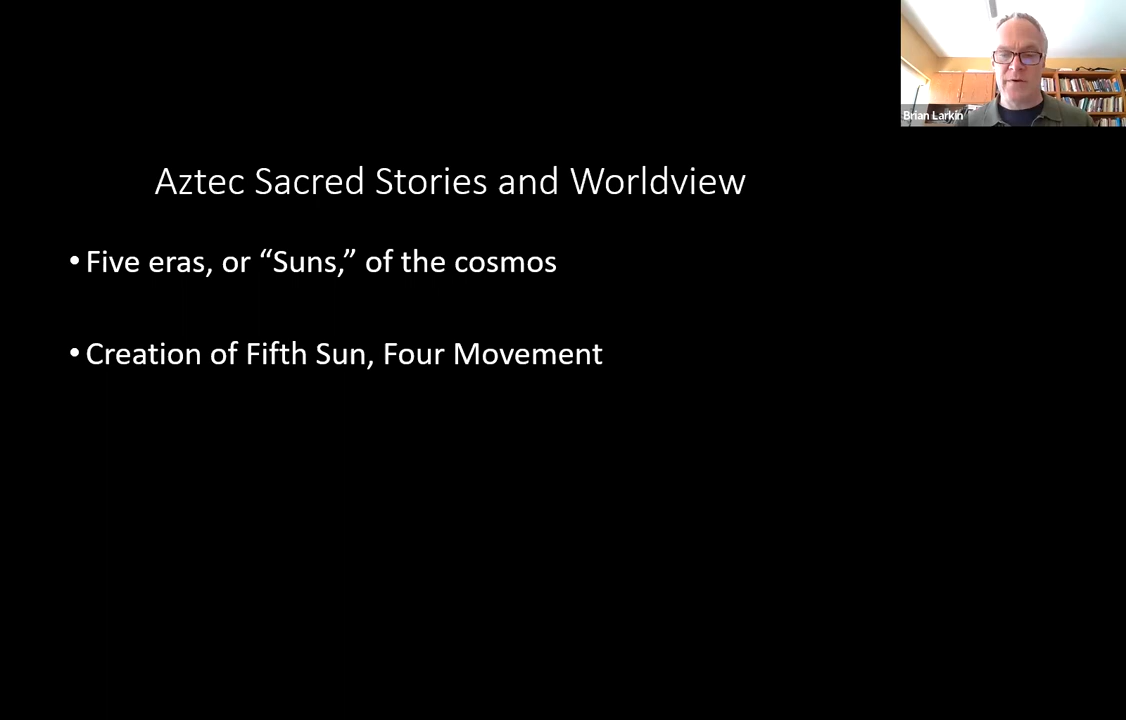 Brian Larkin
Aztec Sacred Stories and Worldview
• Five eras, or “Suns,” of the cosmos
• Creation of Fifth Sun, Four Movement